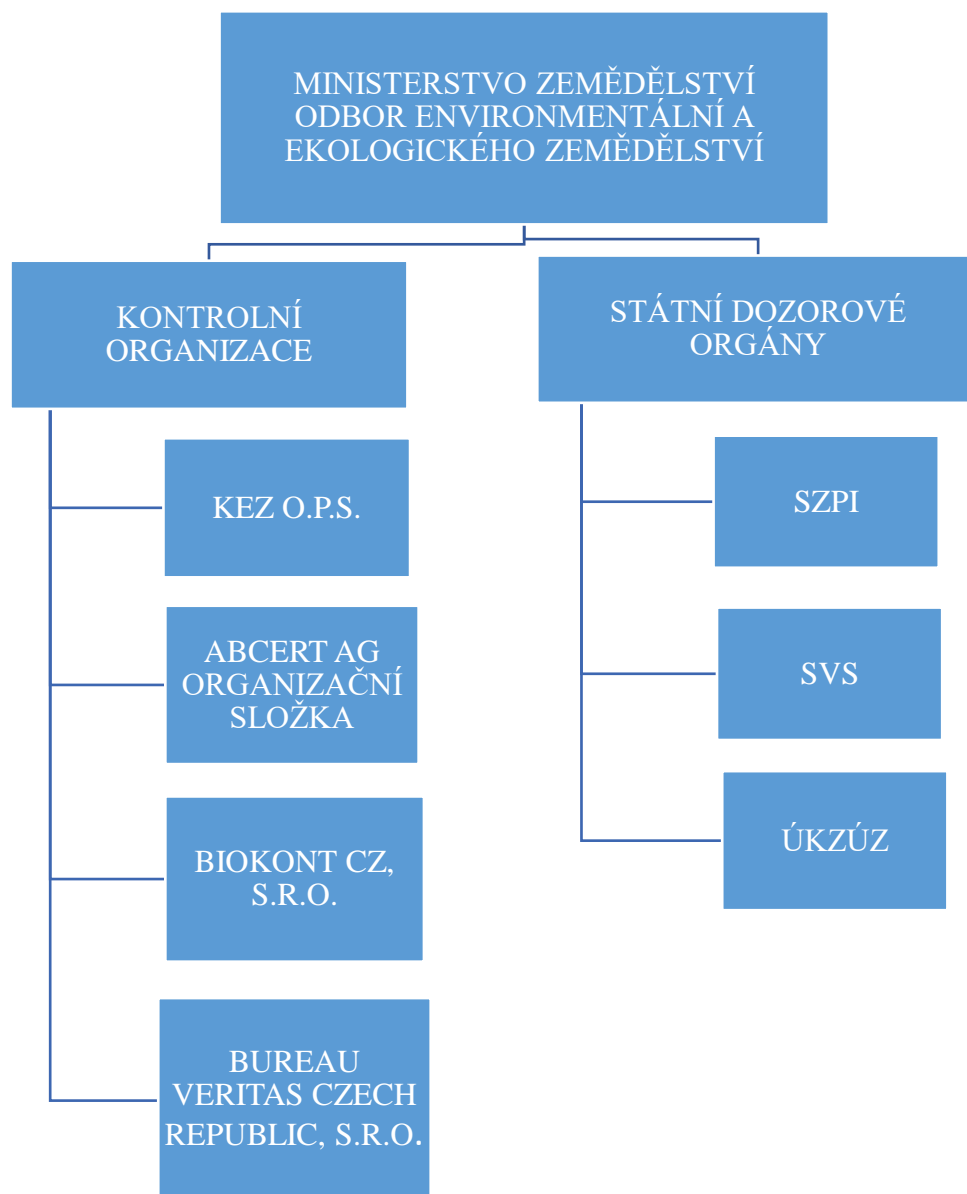 MINISTERSTVO ZEMĚDĚLSTVÍ
ODBOR ENVIRONMENTÁLNÍ A
EKOLOGICKÉHO ZEMĚDĚLSTVÍ
KONTROLNÍ
ORGANIZACE
KEZ O.P.S.
ABCERT AG
ORGANIZAČNÍ
SLOŽKA
BIOKONT CZ,
S.R.O.
BUREAU
VERITAS CZECH
REPUBLIC, S.R.O.
STÁTNÍ DOZOROVÉ
ORGÁNY
SZPI
SVS
ÚKZÚZ